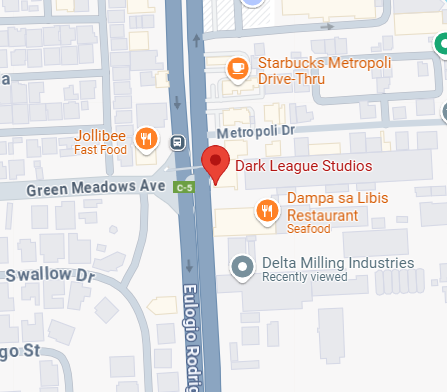 Starbucks Metropoli
Drive-Thru
a
Jollibee
Fast Food
Metropoli Dr
Dark League Studios
Green Meadows Ave
C-5
Dampa sa Libis
Restaurant
Seafood
Swallow Dr
Delta Milling Industries
Recently viewed
Eulogio Rodrig
go St